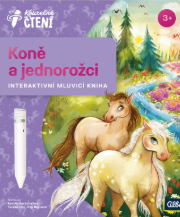 Kouzelné
ČTENÍ
3+
Koně
a jednorožci
INTERAKTIVNÍ MLUVICÍ KNIHA
Albi